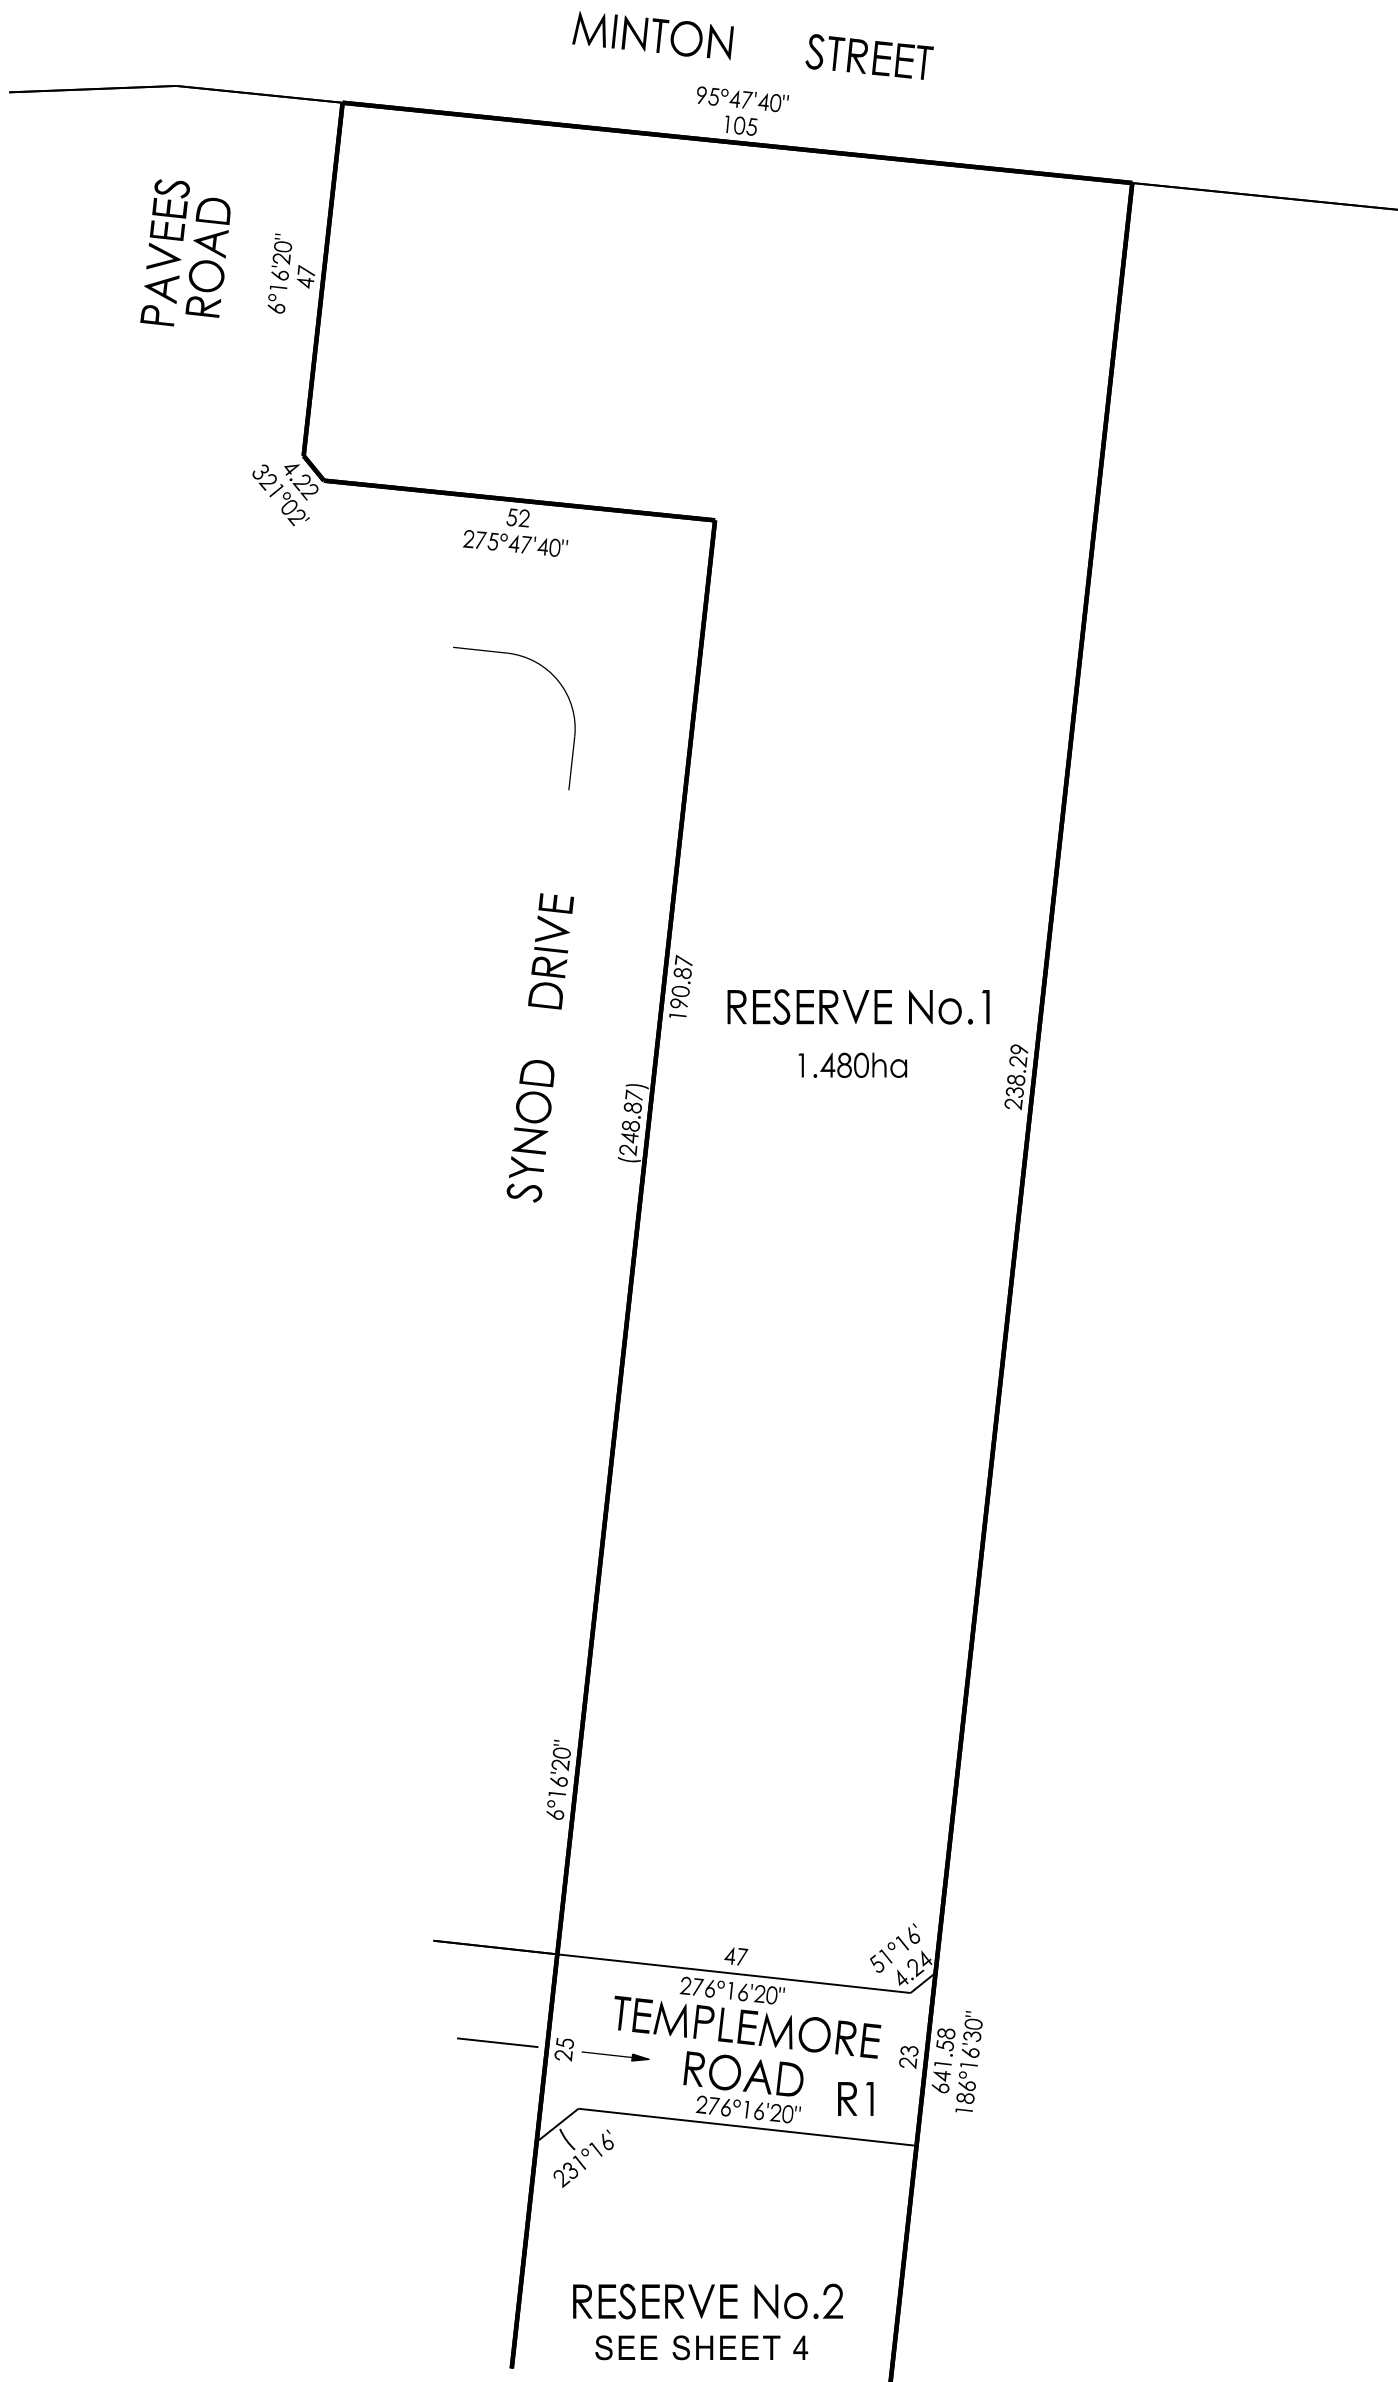 MINTON STREET
95°47'40"
105
PAVEES
ROAD
6°16'20"
47
4.22
321°02'
52
275°47'40"
SYNOD DRIVE
190.87
(248.87)
RESERVE No.1
1.480ha
238.29
6°16'20"
47
276°16'20"
51°16'
4.24
TEMPLEMORE
ROAD R1
25
23
641.58
186°16'30"
276°16'20"
231°16'
RESERVE No.2
SEE SHEET 4